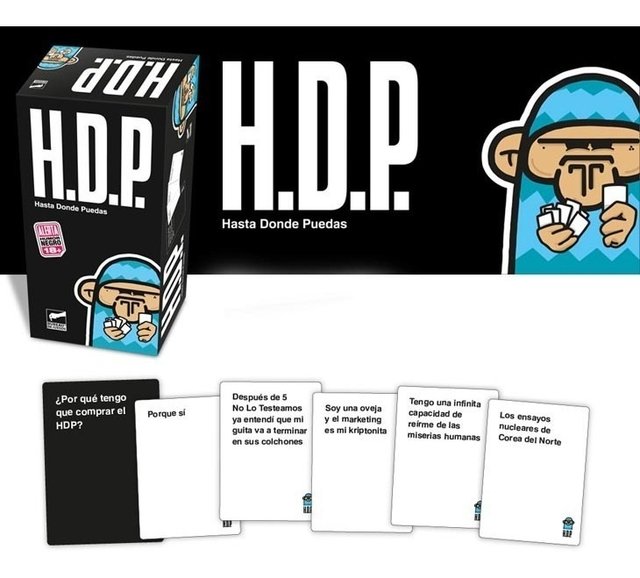 H.D.P.
H.D.P.
Hasta Donde Puedas
ALERTA
HUMOR
NEGRO
18+
H.D.P.
Hasta Donde Puedas
¿Por qué tengo
que comprar el
HDP?
Porque sí
Después de 5
No Lo Testeamos
ya entendí que mi
guita va a terminar
en sus colchones
Soy una oveja
y el marketing
es mi kriptonita
Tengo una infinita
capacidad de
reírme de las
miserias humanas
Los ensayos
nucleares de
Corea del Norte
H.D.P.
H.D.P.
H.D.P.